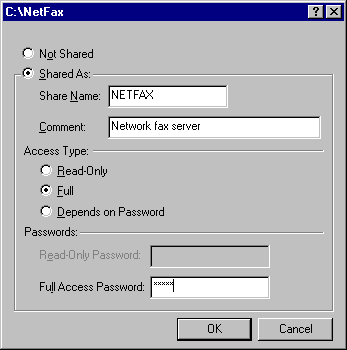 C:\NetFax
Not Shared
Shared As:
Share Name: NETFAX
Comment: Network fax server
Access Type:
Read-Only
Full
Depends on Password
Passwords:
Read-Only Password:
Full Access Password: *****
OK Cancel